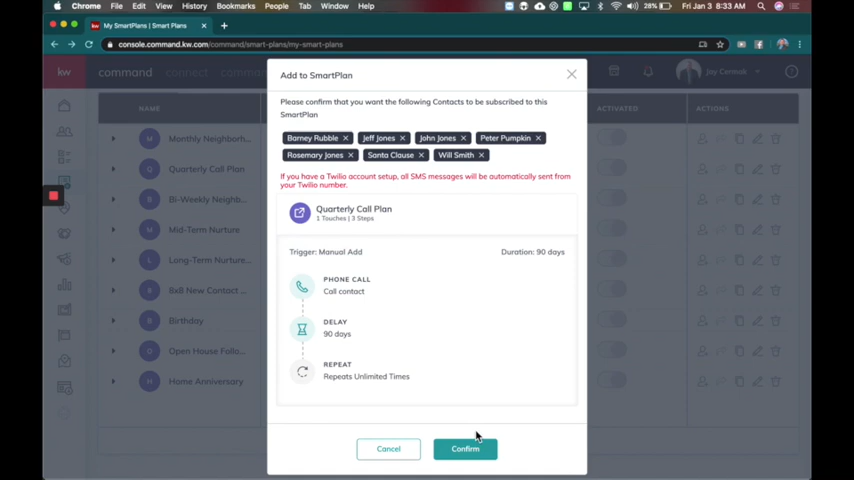 Chrome File Edit View History Bookmarks People Tab Window Help
28% Fri Jan 3 8:33 AM
My SmartPlans | Smart Plans
console.command.kw.com/command/smart-plans/my-smart-plans
kw command connect comman
Jay Cermak
Add to SmartPlan
NAME ACTIVATED ACTIONS
Please confirm that you want the following Contacts to be subscribed to this
SmartPlan
Barney Rubble Jeff Jones John Jones Peter Pumpkin
Rosemary Jones Santa Clause Will Smith
If you have a Twilio account setup, all SMS messages will be automatically sent from
your Twilio number.
Quarterly Call Plan
1 Touches | 3 Steps
Trigger: Manual Add Duration: 90 days
PHONE CALL
Call contact
DELAY
90 days
REPEAT
Repeats Unlimited Times
Cancel Confirm
M Monthly Neighborh...
Q Quarterly Call Plan
B Bi-Weekly Neighb...
M Mid-Term Nurture
L Long-Term Nurture...
8 8x8 New Contact ...
B Birthday
O Open House Follo...
H Home Anniversary